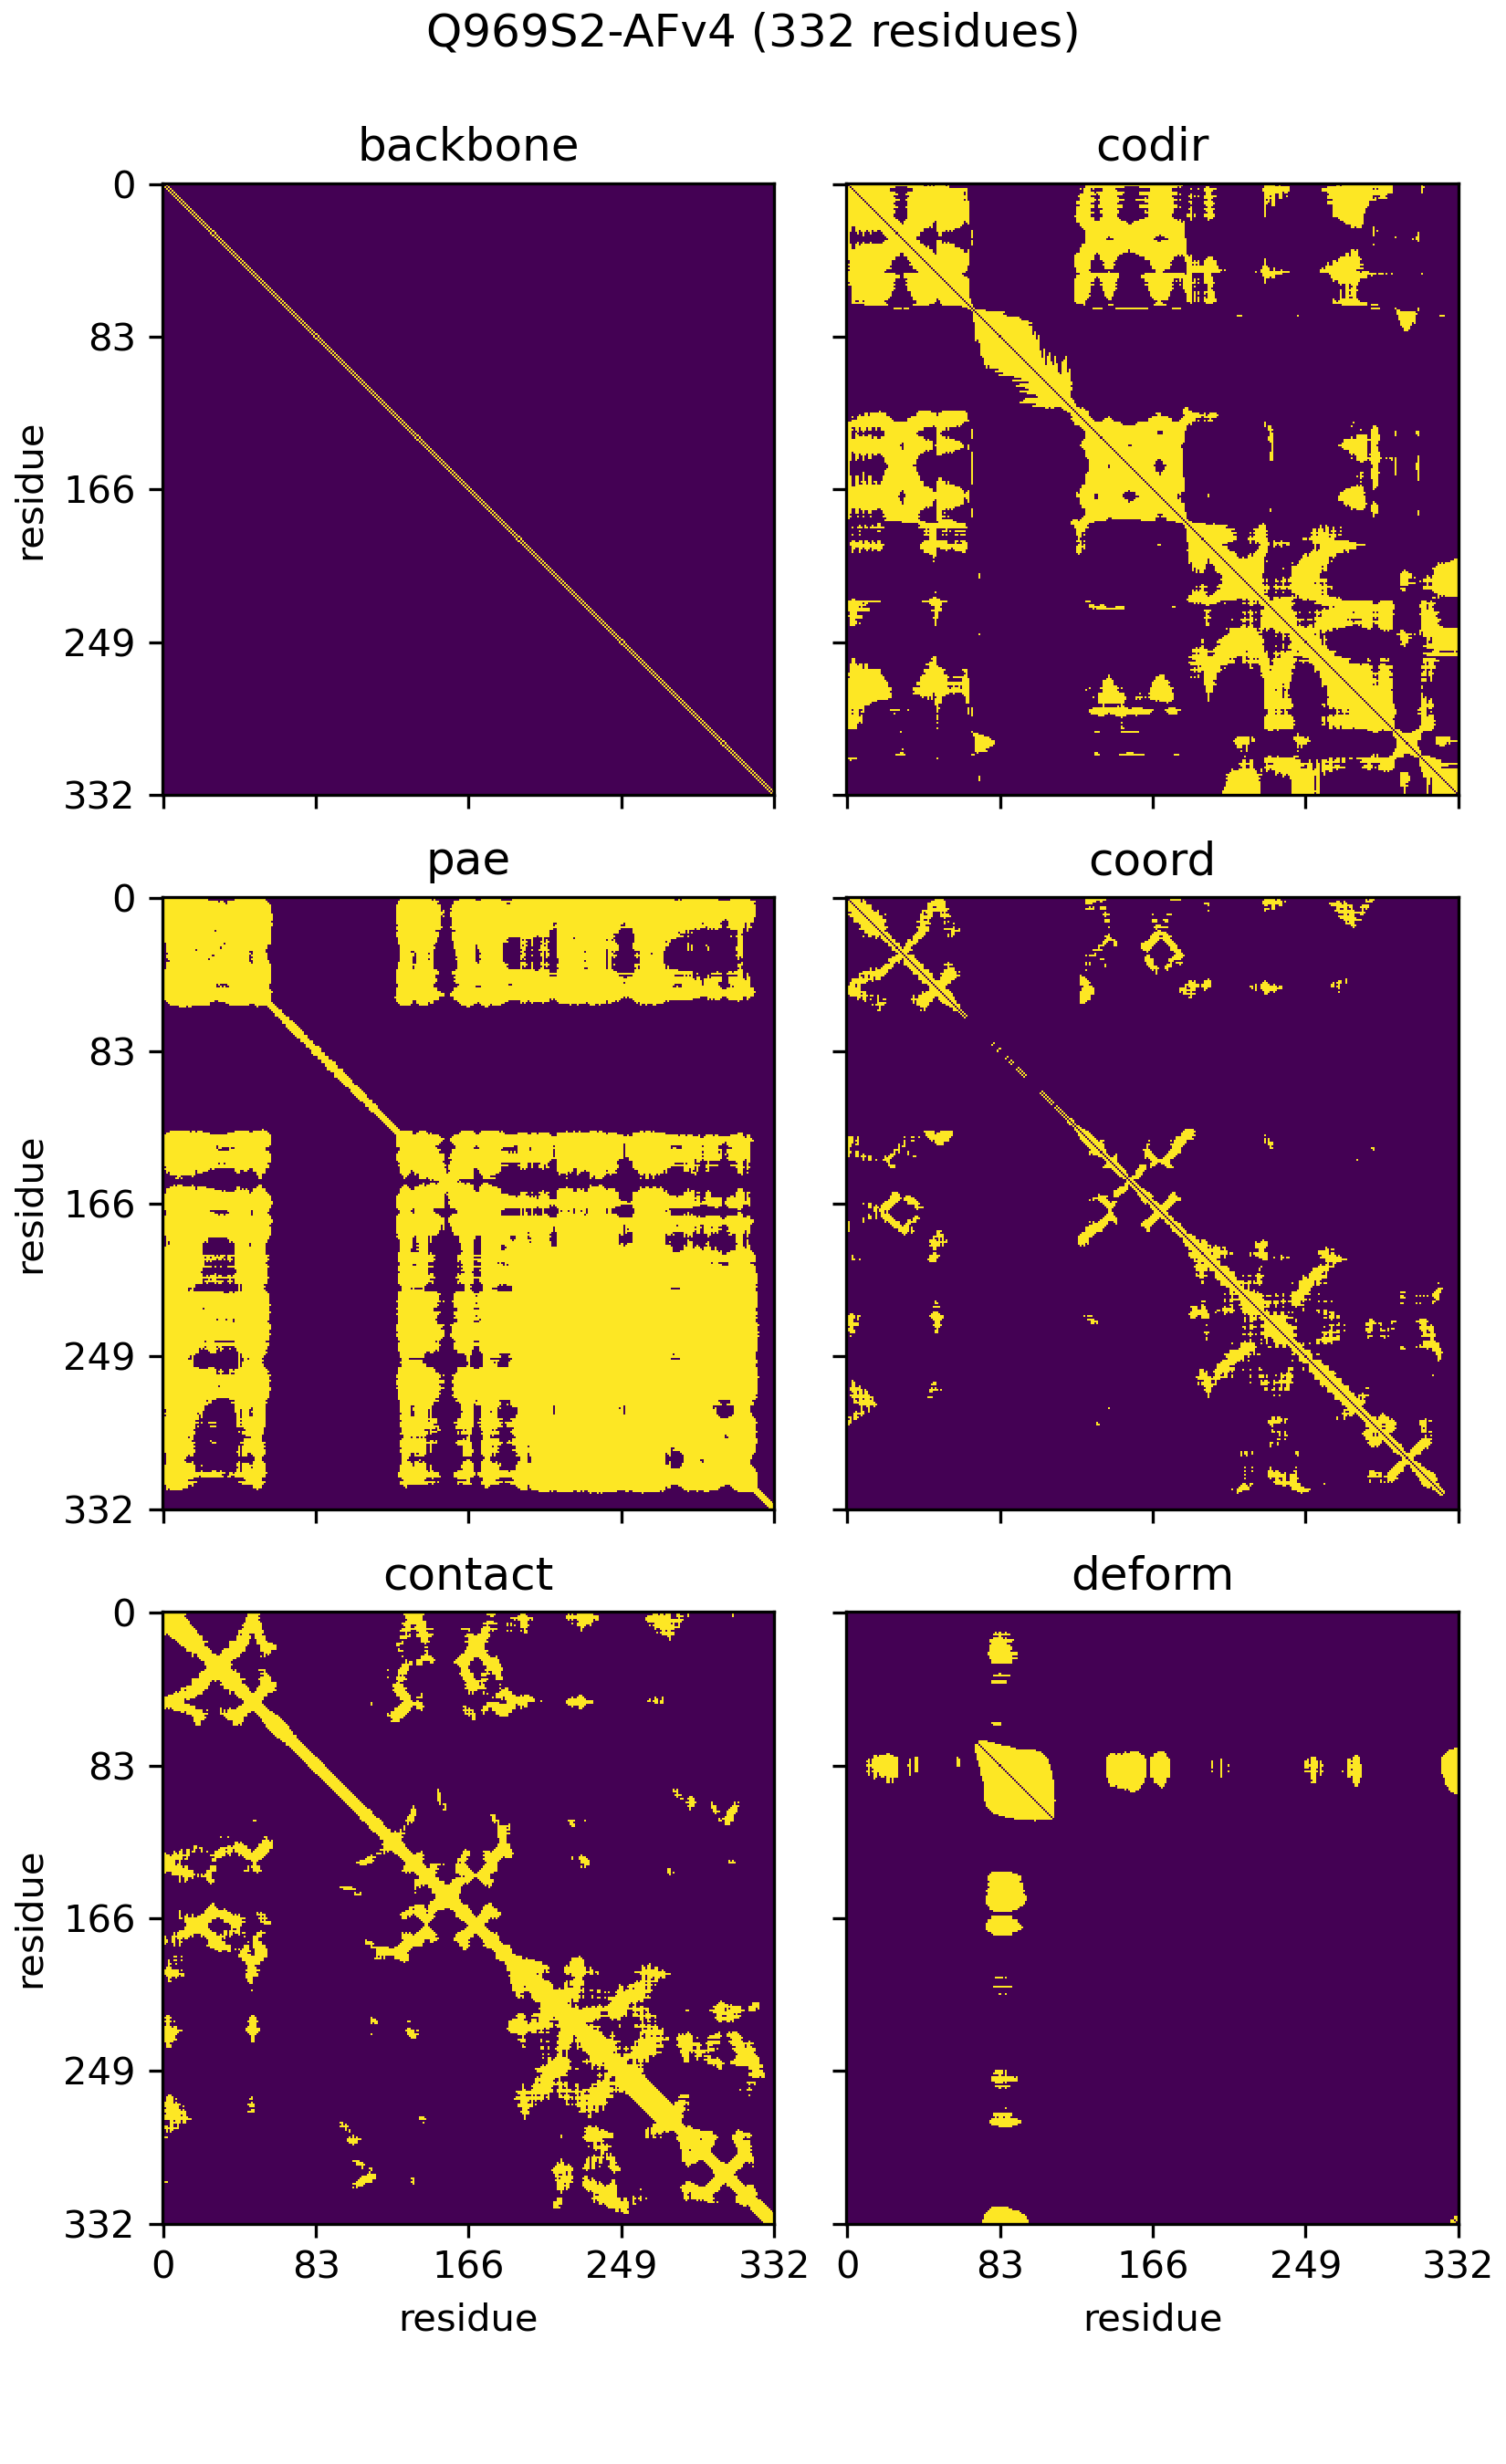 Q969S2-AFv4 (332 residues)
backbone
codir
residue
0
83
166
249
332
pae
coord
residue
0
83
166
249
332
contact
deform
residue
0
83
166
249
332
0 83 166 249 332
0 83 166 249 332
residue
residue